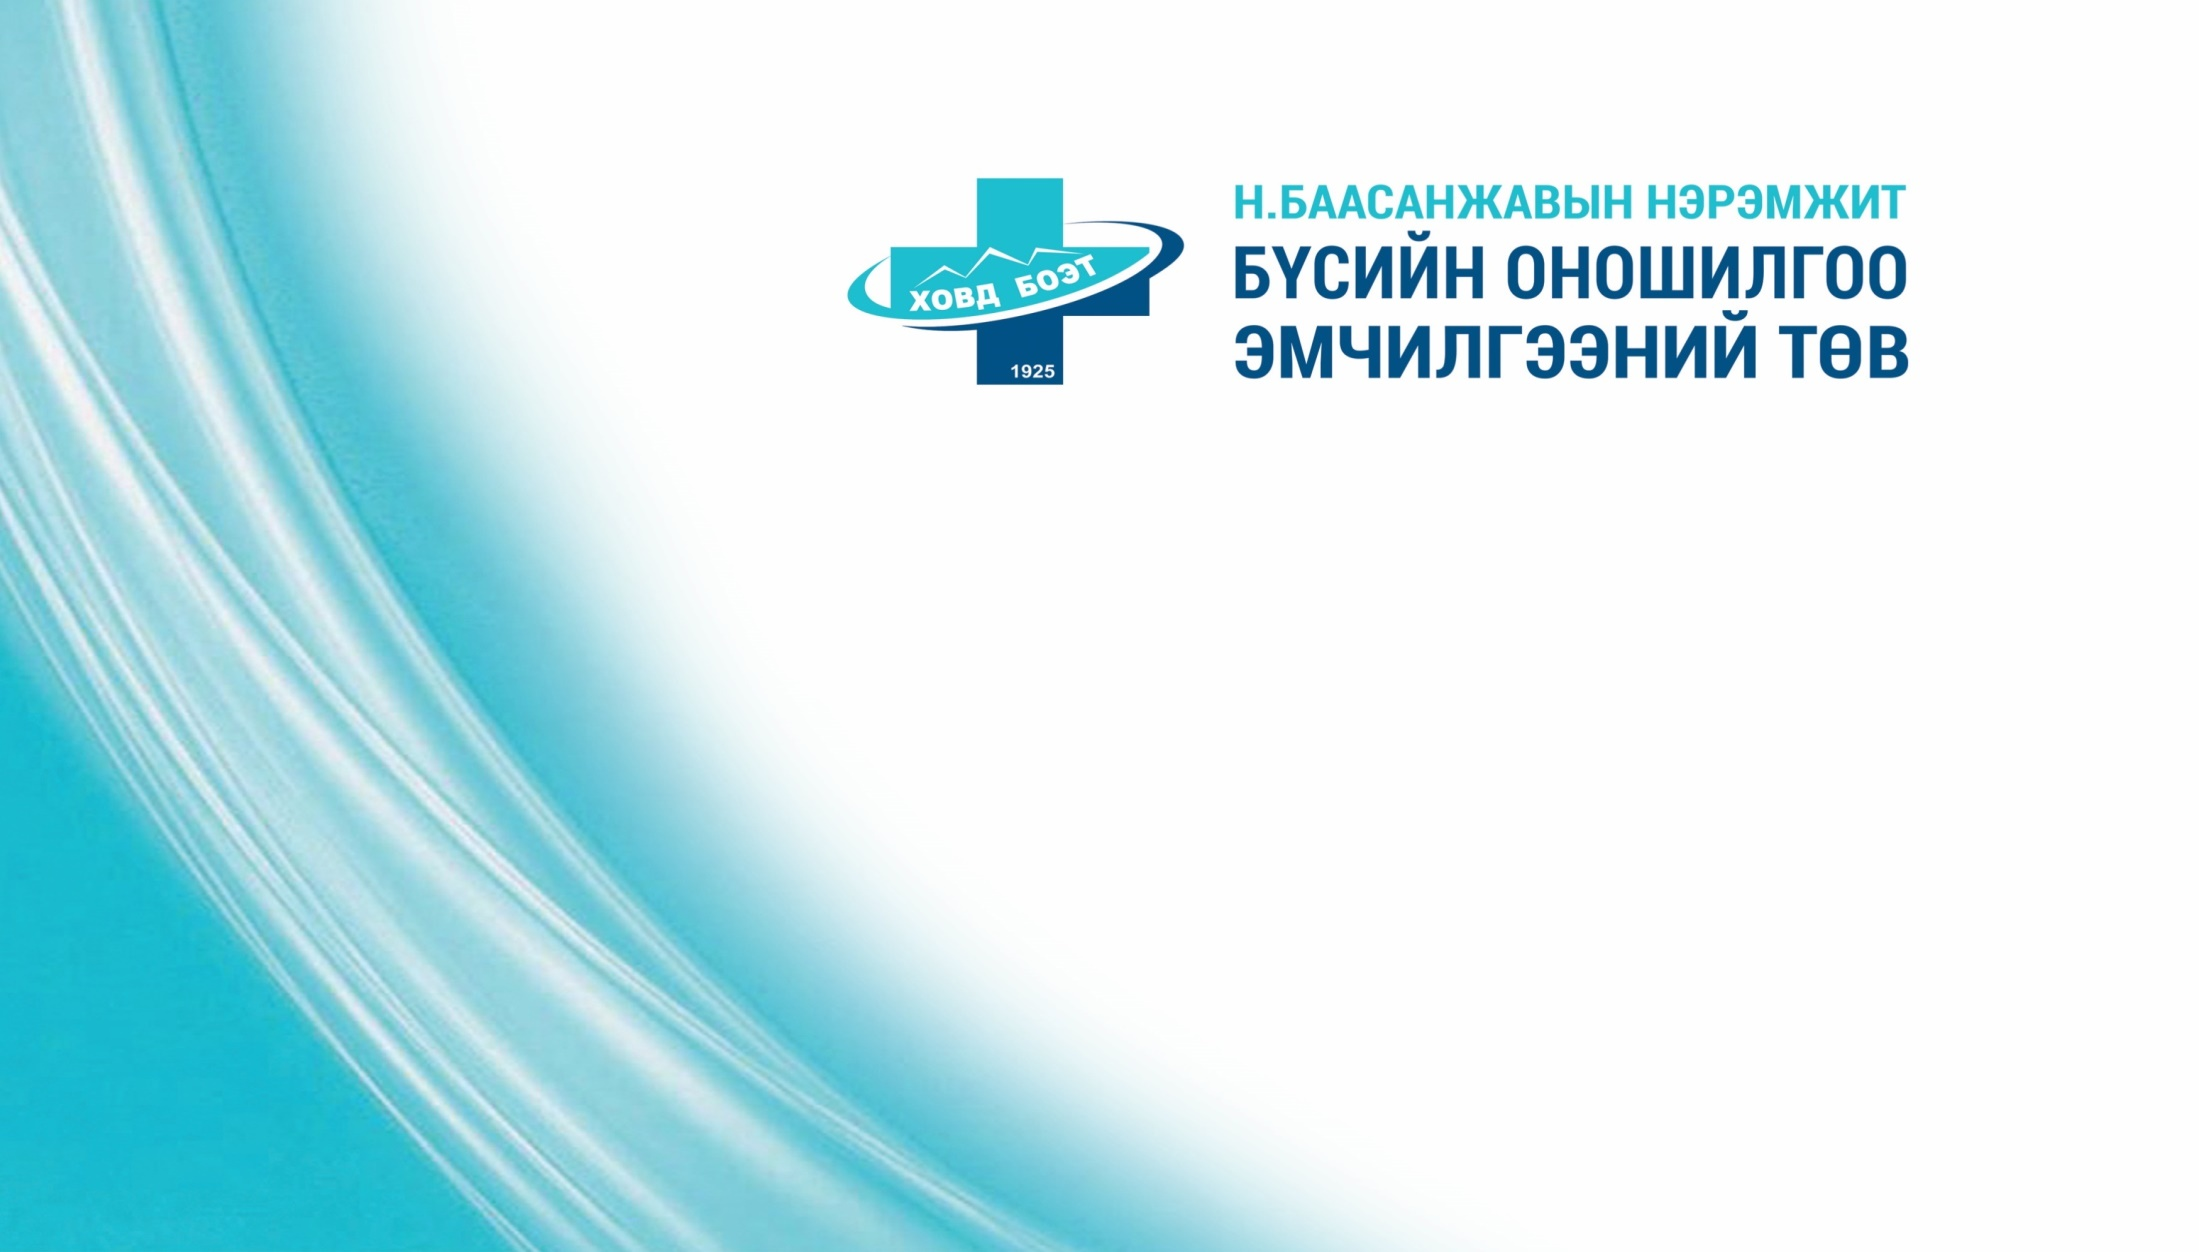 ХОВД БОЭТ
1925
Н.БААСАНЖАВЫН НЭРЭМЖИТ
БҮСИЙН ОНОШИЛГОО
ЭМЧИЛГЭЭНИЙ ТӨВ